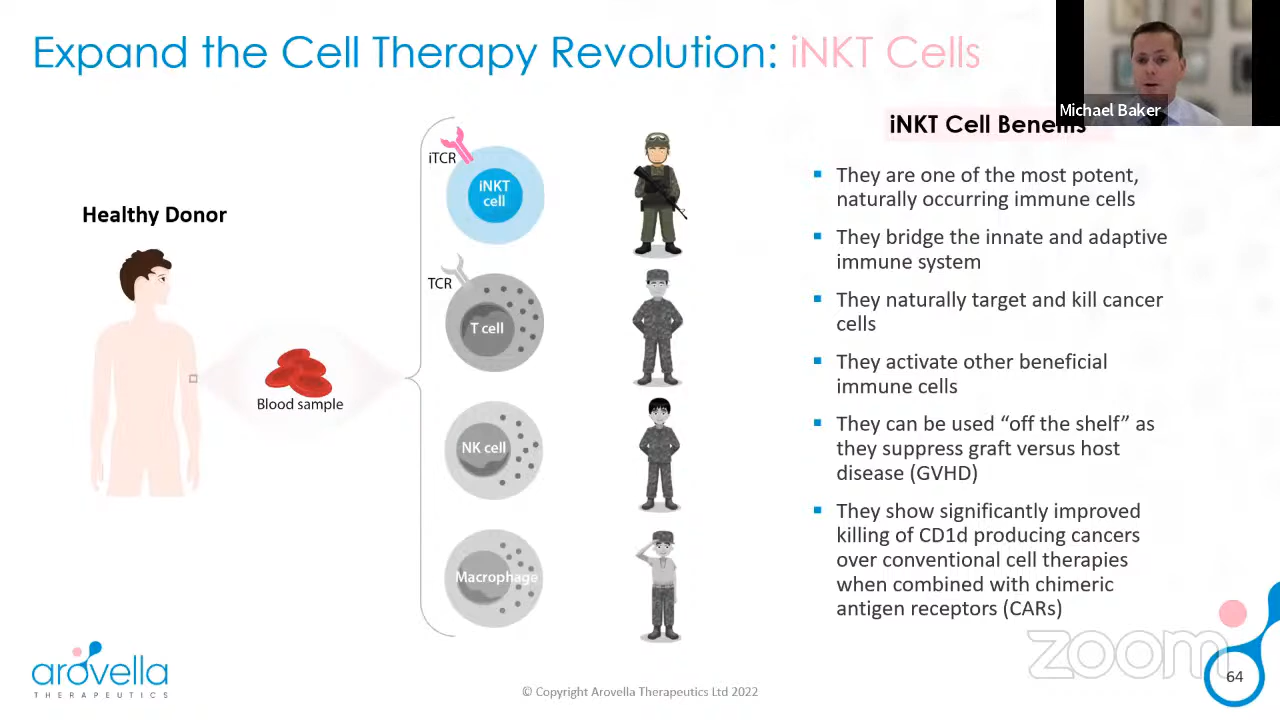 Expand the Cell Therapy Revolution: iNKT Cells
Michael Baker
iNKT Cell Benefits
Healthy Donor
Blood sample
iTCR
iNKT
cell
TCR
T cell
NK cell
Macrophage
They are one of the most potent,
naturally occurring immune cells
They bridge the innate and adaptive
immune system
They naturally target and kill cancer
cells
They activate other beneficial
immune cells
They can be used “off the shelf” as
they suppress graft versus host
disease (GVHD)
They show significantly improved
killing of CD1d producing cancers
over conventional cell therapies
when combined with chimeric
antigen receptors (CARs)
arovella
THERAPEUTICS
© Copyright Arovella Therapeutics Ltd 2022
zoom
64